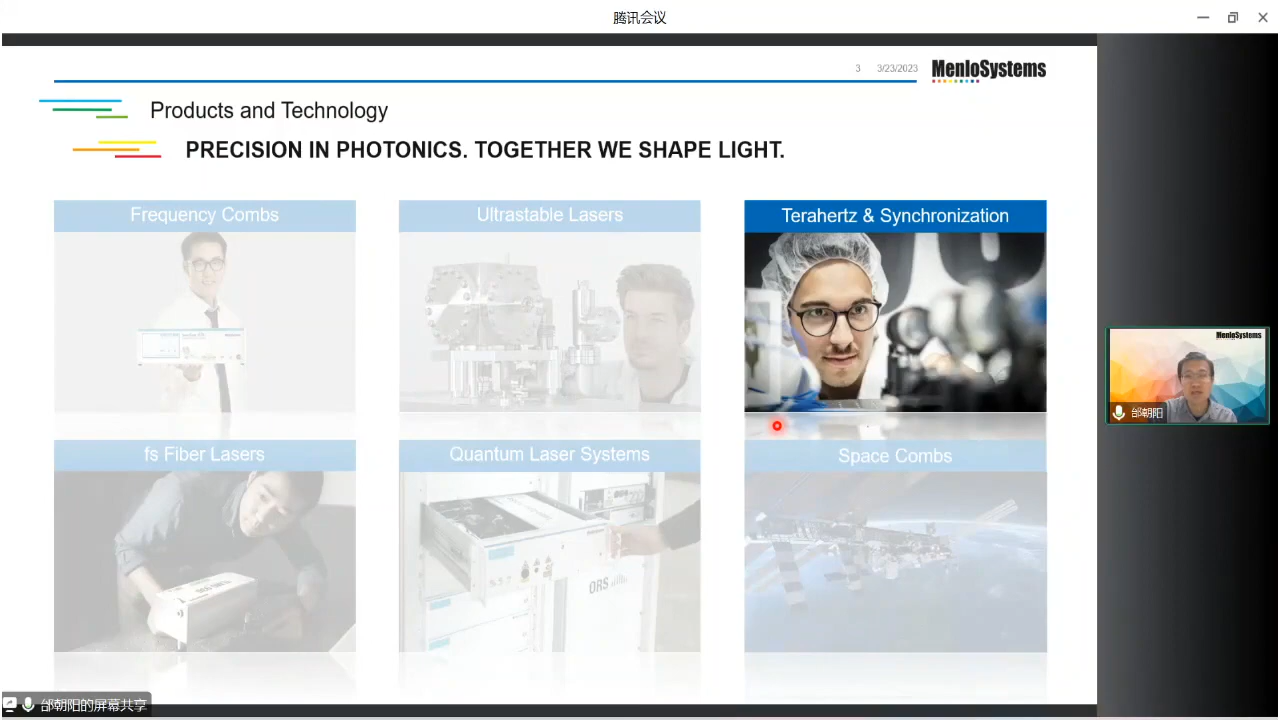 腾讯会议
3 3/23/2023 MenloSystems
Products and Technology
PRECISION IN PHOTONICS. TOGETHER WE SHAPE LIGHT.
Frequency Combs
Ultrastable Lasers
Terahertz & Synchronization
MenloSystems
邰朝阳
fs Fiber Lasers
Quantum Laser Systems
Space Combs
ORS
邰朝阳的屏幕共享